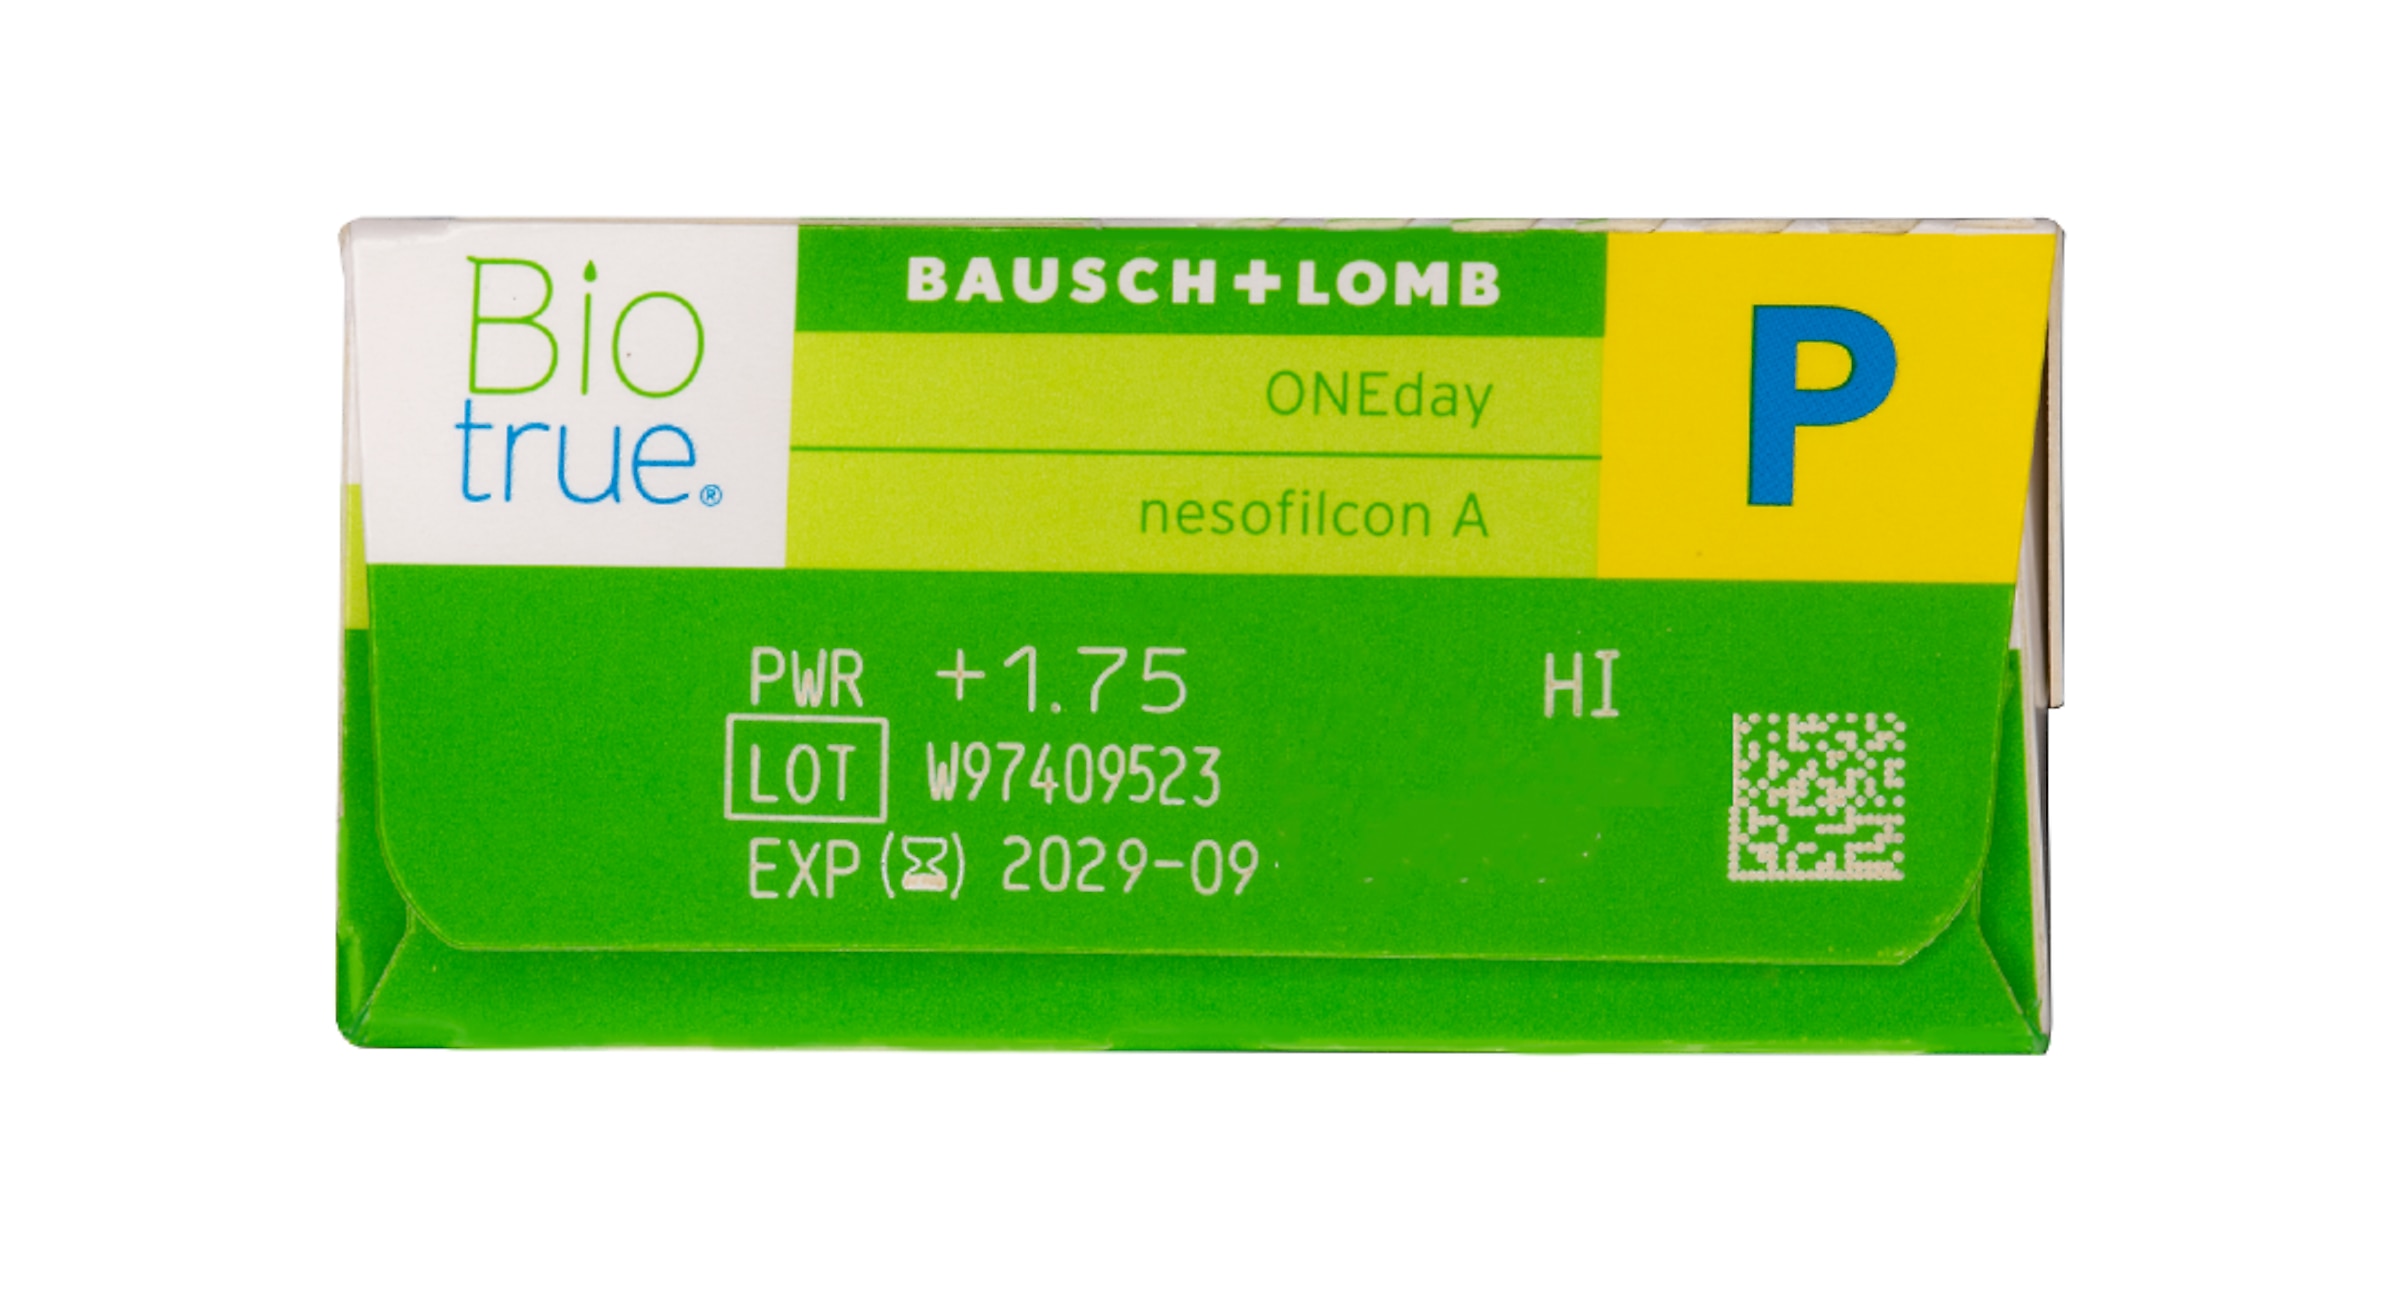 Bio
true®
BAUSCH+LOMB
ONEday
nesofilcon A
P
PWR +1.75 HI
LOT W97409523
EXP (⌛) 2029-09